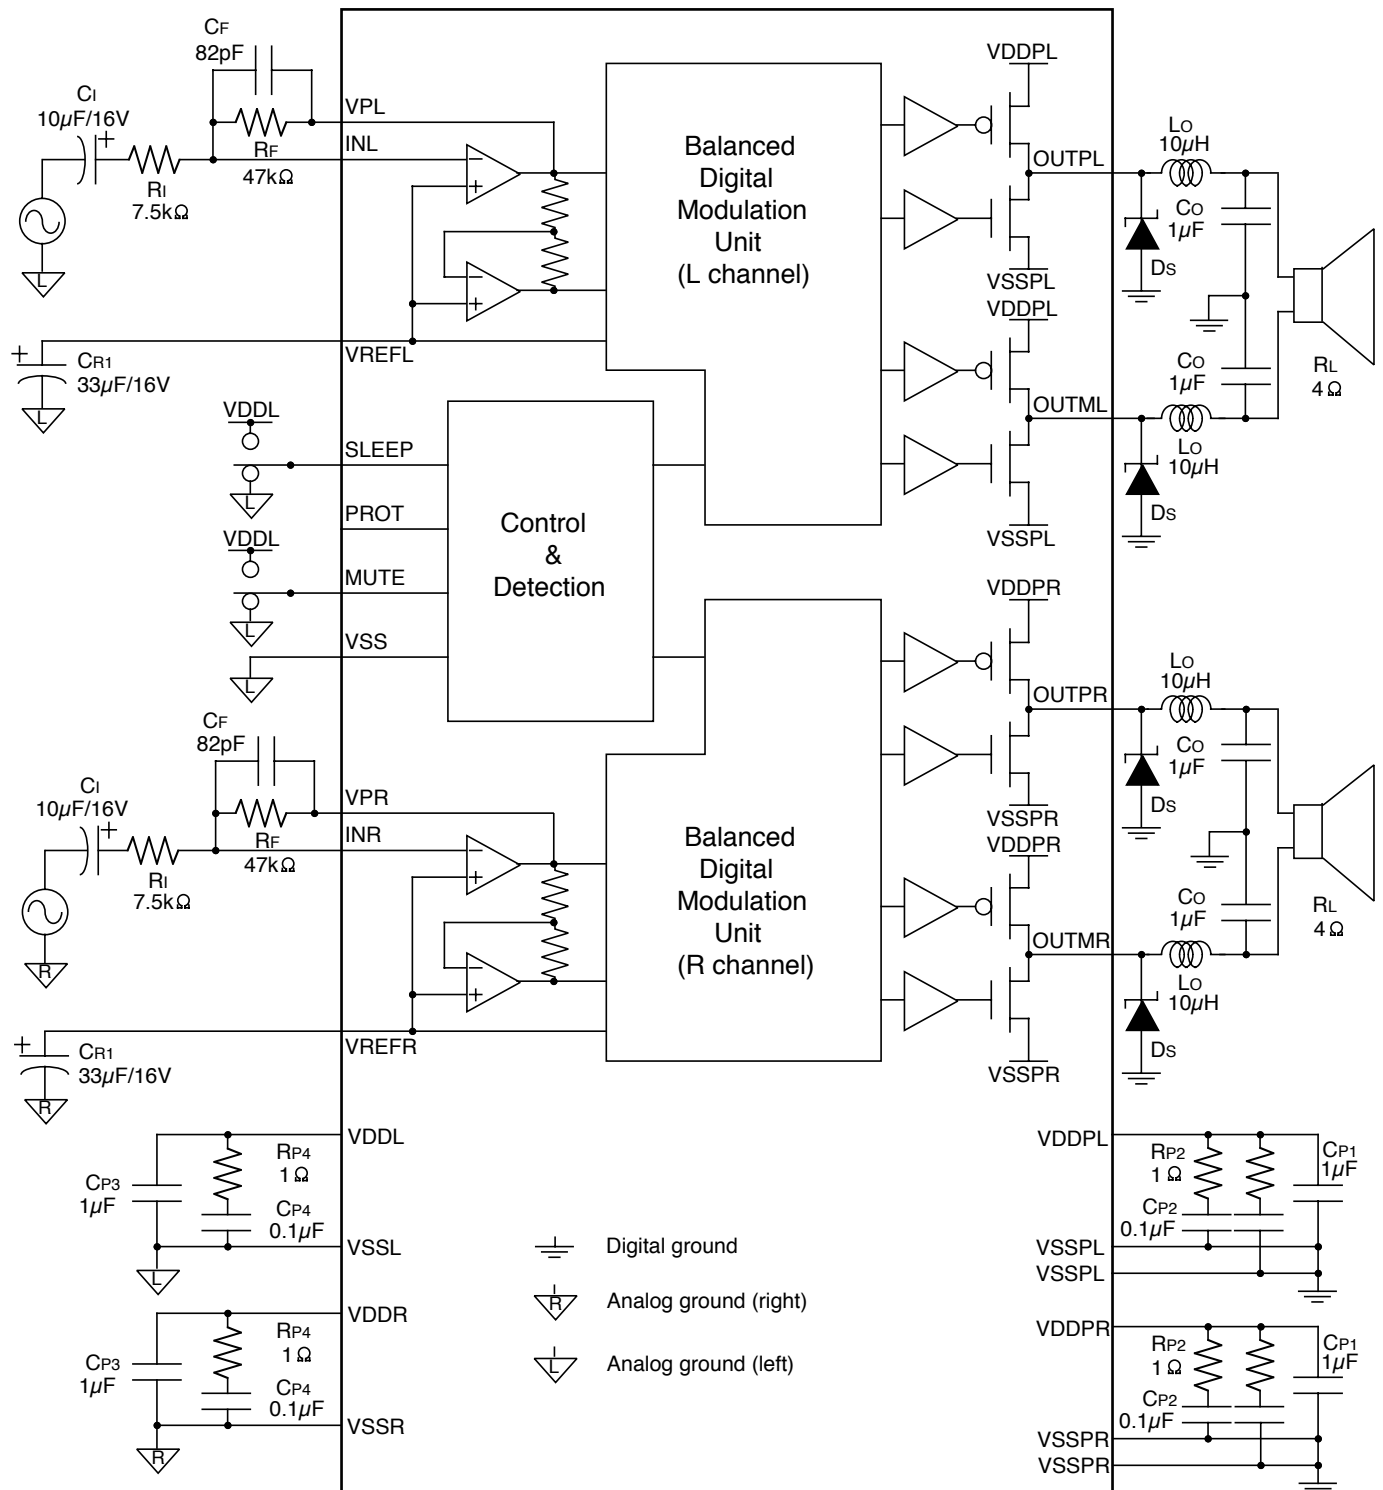 CF
82pF
CI
10µF/16V
+
RI
7.5kΩ
RF
47kΩ
VPL
INL
L
−
+
−
+
Balanced
Digital
Modulation
Unit
(L channel)
VDDPL
OUTPL
VSSPL
VDDPL
OUTML
VSSPL
LO
10µH
CO
1µF
DS
CO
1µF
LO
10µH
DS
RL
4Ω
+
CR1
33µF/16V
L
VREFL
VDDL
SLEEP
L
PROT
VDDL
MUTE
L
VSS
L
Control
&
Detection
CF
82pF
CI
10µF/16V
+
RI
7.5kΩ
RF
47kΩ
VPR
INR
R
−
+
−
+
Balanced
Digital
Modulation
Unit
(R channel)
VDDPR
OUTPR
VSSPR
VDDPR
OUTMR
VSSPR
LO
10µH
CO
1µF
DS
CO
1µF
LO
10µH
DS
RL
4Ω
+
CR1
33µF/16V
R
VREFR
VDDL
RP4
1Ω
CP3
1µF
CP4
0.1µF
VSSL
L
VDDR
RP4
1Ω
CP3
1µF
CP4
0.1µF
VSSR
R
Digital ground
R
Analog ground (right)
L
Analog ground (left)
VDDPL
RP2
1Ω
CP1
1µF
CP2
0.1µF
VSSPL
VSSPL
VDDPR
RP2
1Ω
CP1
1µF
CP2
0.1µF
VSSPR
VSSPR